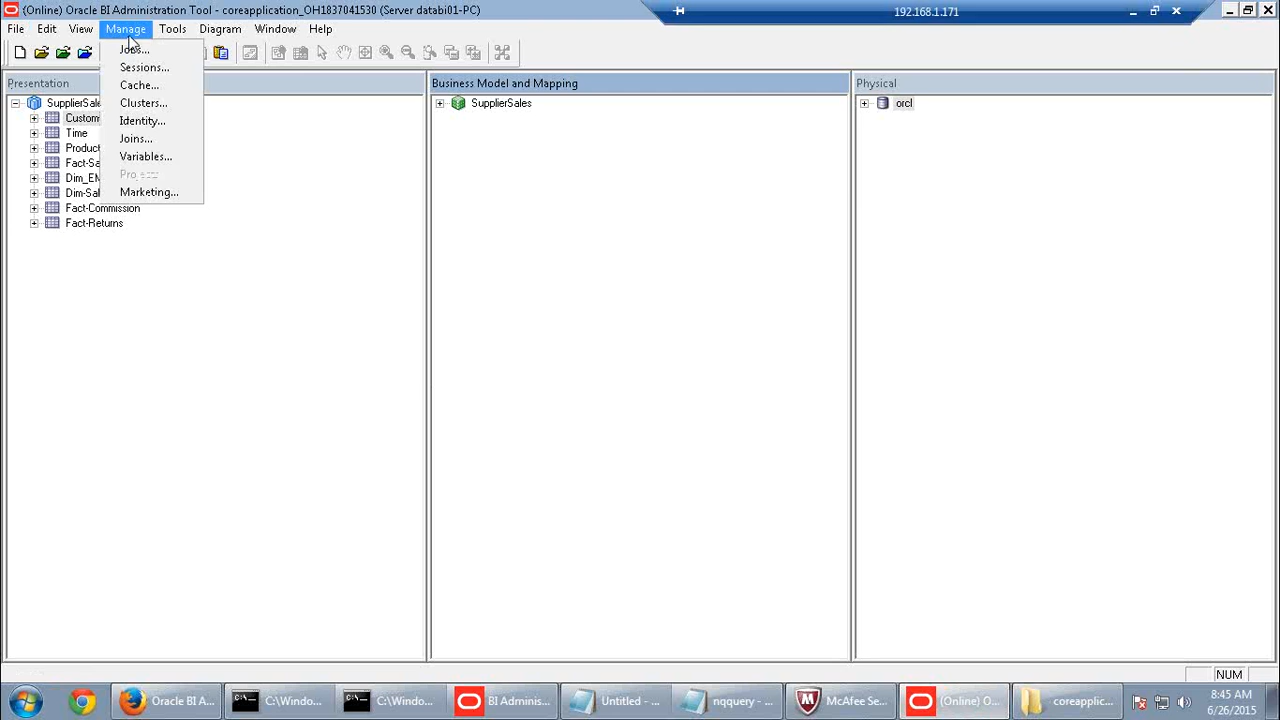 (Online) Oracle BI Administration Tool - coreapplication_OH1837041530 (Server databi01-PC)
192.168.1.171
File Edit View Manage Tools Diagram Window Help
Jobs...
Sessions...
Cache...
Clusters...
Identity...
Joins...
Variables...
Projects
Marketing...
Presentation
SupplierSale
Custom
Time
Produc
Fact-Sa
Dim_EM
Dim-Sal
Fact-Commission
Fact-Returns
Business Model and Mapping
SupplierSales
Physical
orcl
NUM
Oracle BI A...
C:\Windo...
C:\Windo...
BI Adminis...
Untitled - ...
nqquery - ...
McAfee Se...
(Online) O...
coreapplic...
8:45 AM
6/26/2015